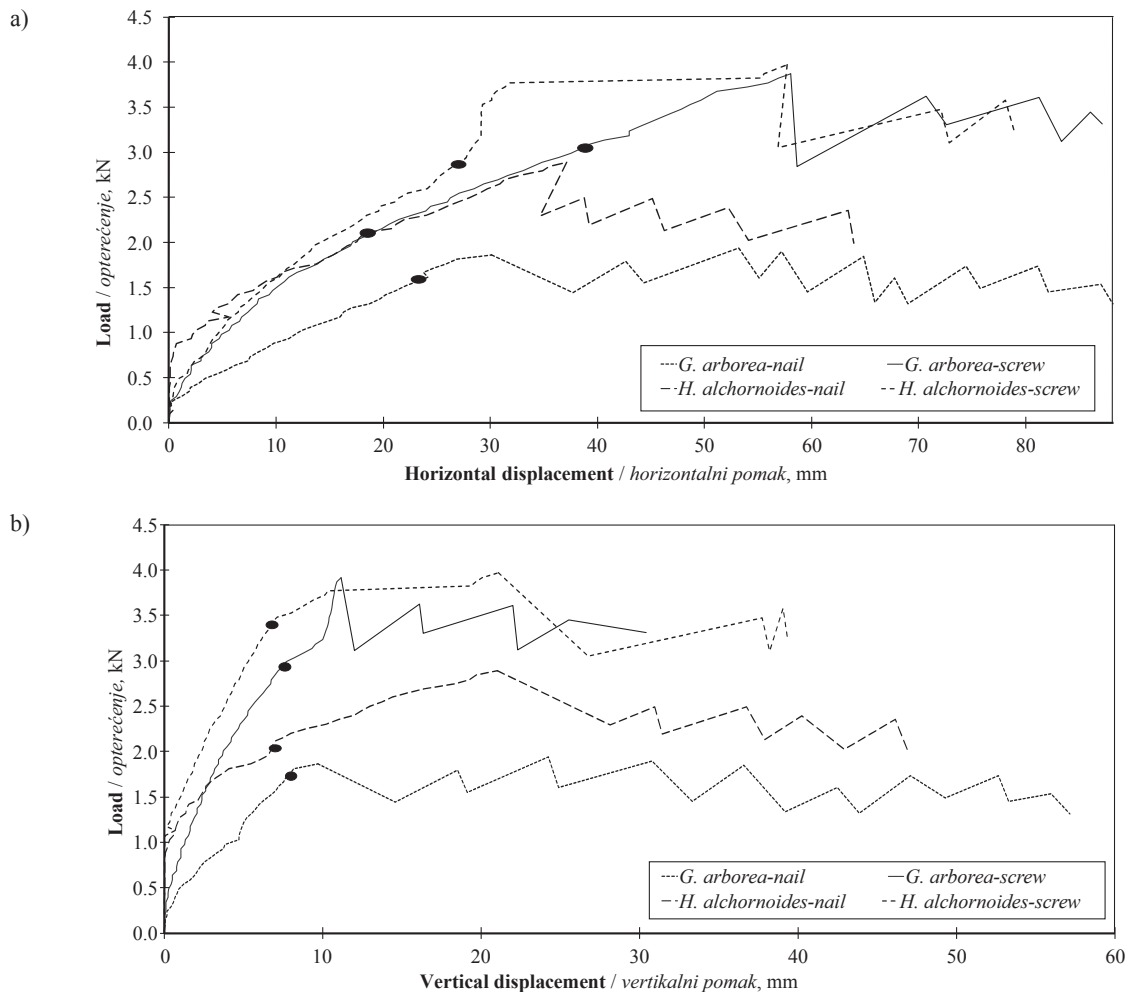 a)
4.5
4.0
3.5
3.0
2.5
2.0
1.5
1.0
0.5
0.0
Load / opterećenje, kN
G. arborea-nail G. arborea-screw
H. alchornoides-nail H. alchornoides-screw
0 10 20 30 40 50 60 70 80
Horizontal displacement / horizontalni pomak, mm
b)
4.5
4.0
3.5
3.0
2.5
2.0
1.5
1.0
0.5
0.0
Load / opterećenje, kN
G. arborea-nail G. arborea-screw
H. alchornoides-nail H. alchornoides-screw
0 10 20 30 40 50 60
Vertical displacement / vertikalni pomak, mm